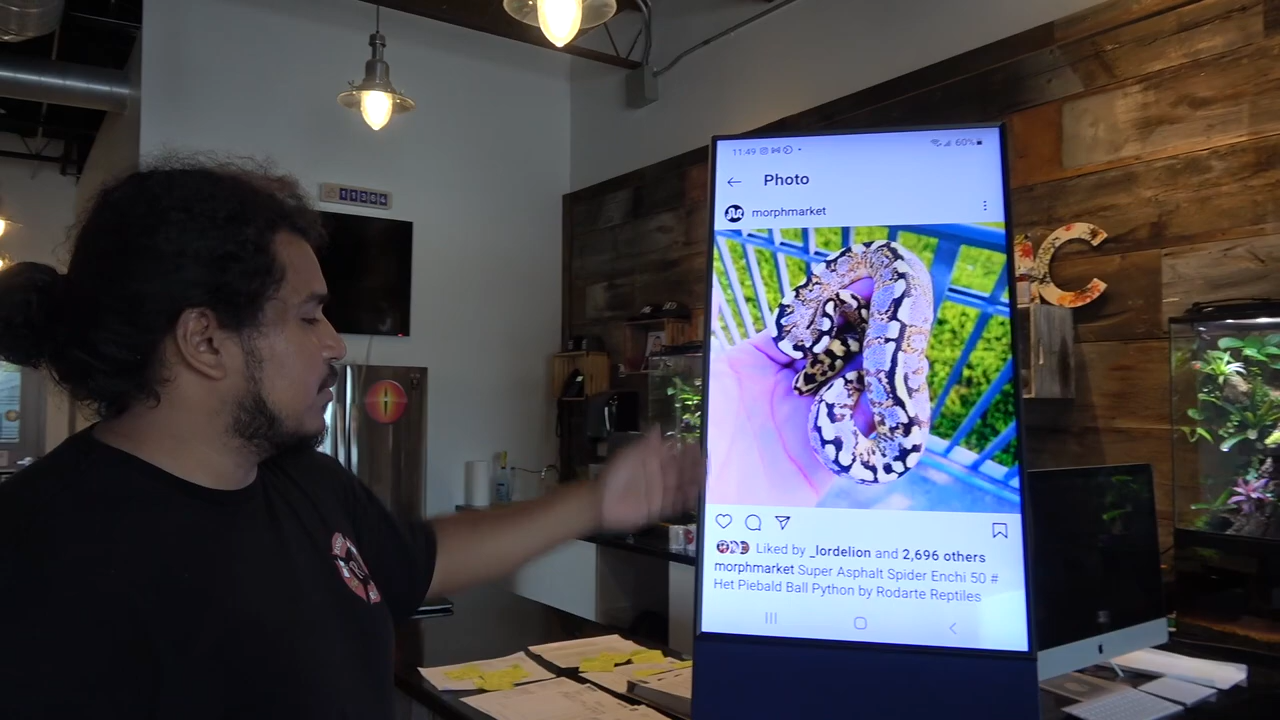 11364
11:49
60%
Photo
morphmarket
C
Liked by _lordelion and 2,696 others
morphmarket Super Asphalt Spider Enchi 50 #
Het Piebald Ball Python by Rodarte Reptiles